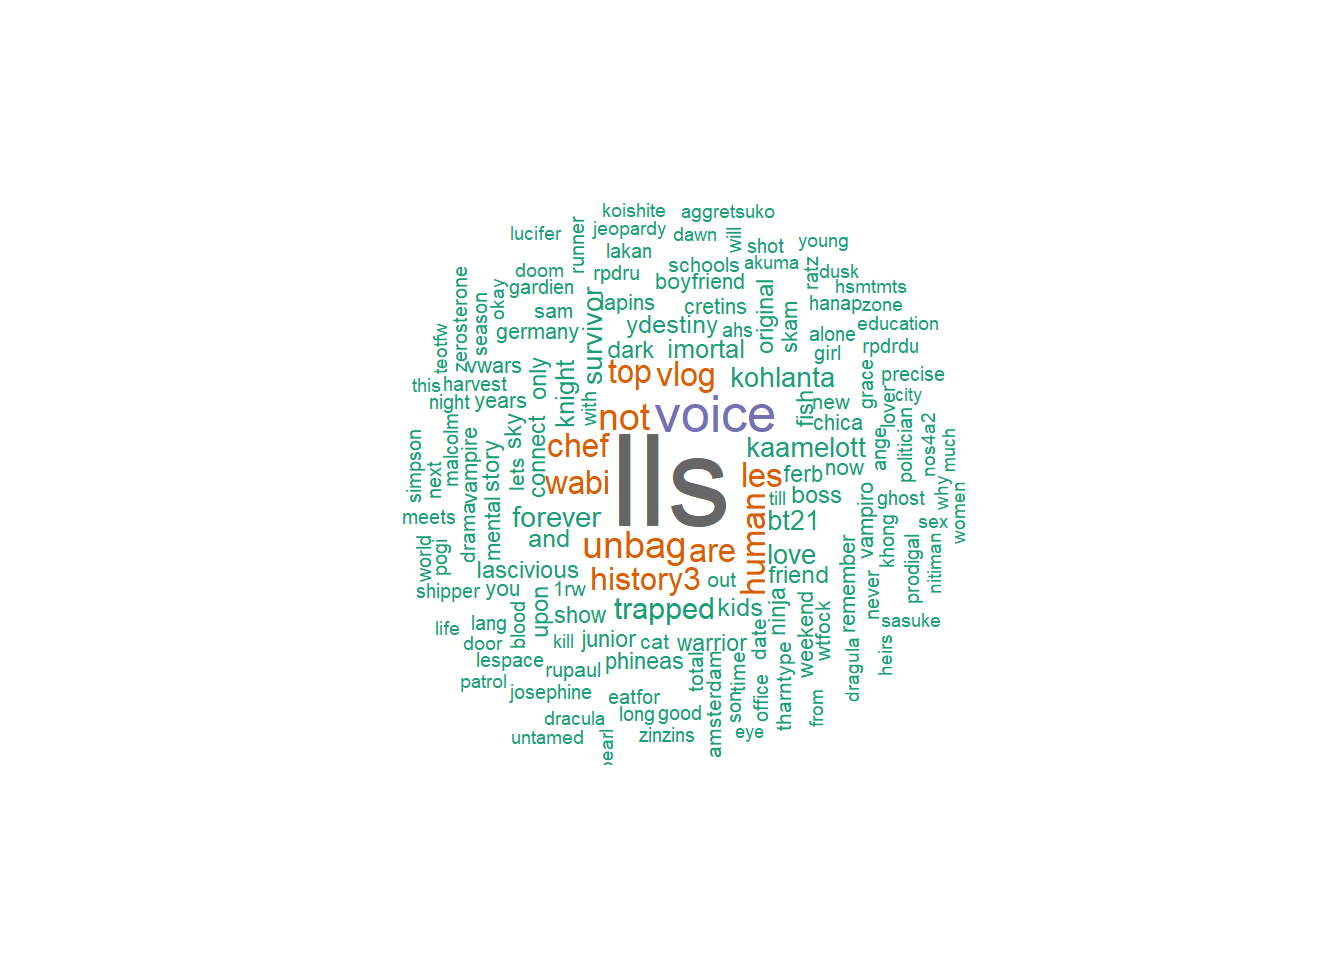 koishite
aggretsuko
lucifer
runner
jeopardy
dawn
will
shot
young
lakan
doom
rpdru
schools
akuma
ratz
dusk
gardien
okay
boyfriend
hsmtmts
zerosterone
season
sam
lapins
cretins
original
hanap
zone
teotfw
germany
survivor
ydestiny
ahs
skam
alone
education
dark
imortal
girl
rpdrdu
vwars
only
knight
top
vlog
kohlanta
grace
precise
this
harvest
with
fish
new
lover
city
night
years
not
voice
chica
malcolm
sky
connect
chef
kaamelott
ange
politician
nos4a2
much
simpson
next
dramavampire
story
lets
wabi
lls
les
ferb
now
why
till
boss
vampiro
ghost
women
meets
mental
forever
human
bt21
khong
sex
world
pogi
and
unbag
are
love
remember
prodigal
nitiman
lascivious
history3
out
friend
never
shipper
you
1rw
upon
show
trapped
kids
ninja
weekend
wtfock
sasuke
life
lang
blood
door
kill
junior
cat
warrior
date
dragula
heirs
lespace
rupaul
phineas
total
time
tharntype
patrol
josephine
eatfor
amsterdam
son
office
from
dracula
long
good
untamed
pearl
zinzins
eye